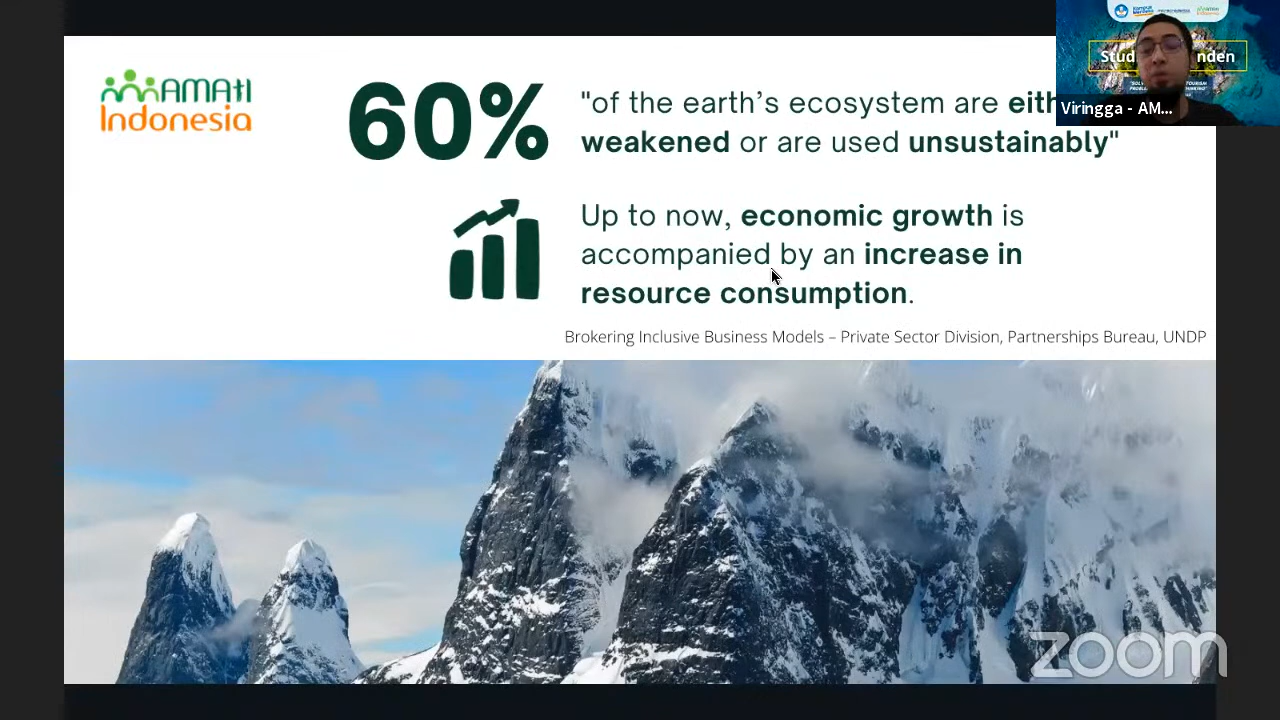 AMATI
Indonesia
60%
"of the earth's ecosystem are
weakened or are used unsustainably"
Up to now, economic growth is
accompanied by an increase in
resource consumption.
Brokering Inclusive Business Models – Private Sector Division, Partnerships Bureau, UNDP
Viringga - AM...
zoom